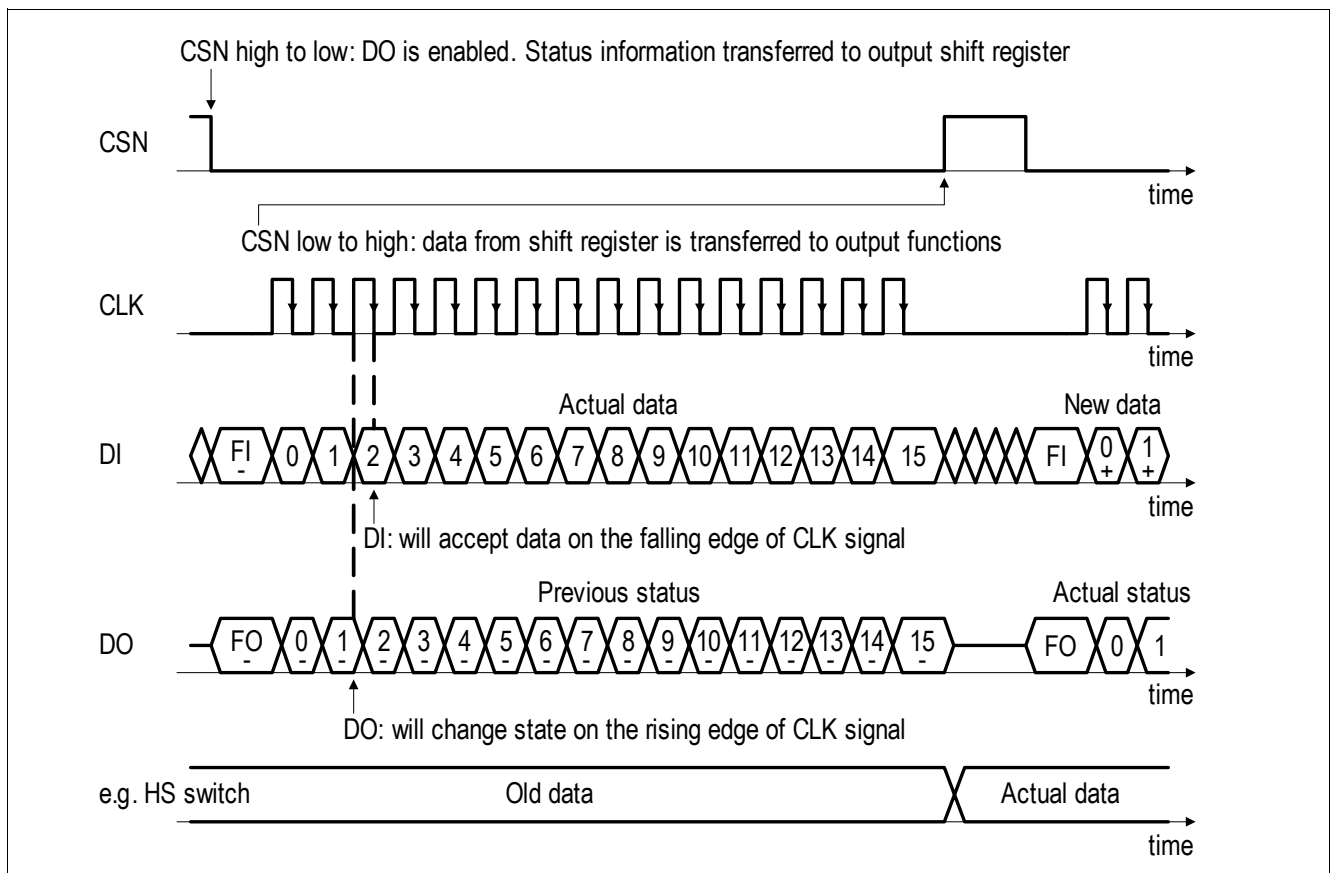 CSN high to low: DO is enabled. Status information transferred to output shift register
CSN
time
CSN low to high: data from shift register is transferred to output functions
CLK
time
Actual data New data
DI FI - 0 1 2 3 4 5 6 7 8 9 10 11 12 13 14 15 FI 0 + 1 +
time
DI: will accept data on the falling edge of CLK signal
Previous status Actual status
DO FO - 0 - 1 - 2 - 3 - 4 - 5 - 6 - 7 - 8 - 9 - 10 - 11 - 12 - 13 - 14 - 15 - FO 0 1
time
DO: will change state on the rising edge of CLK signal
e.g. HS switch Old data Actual data
time